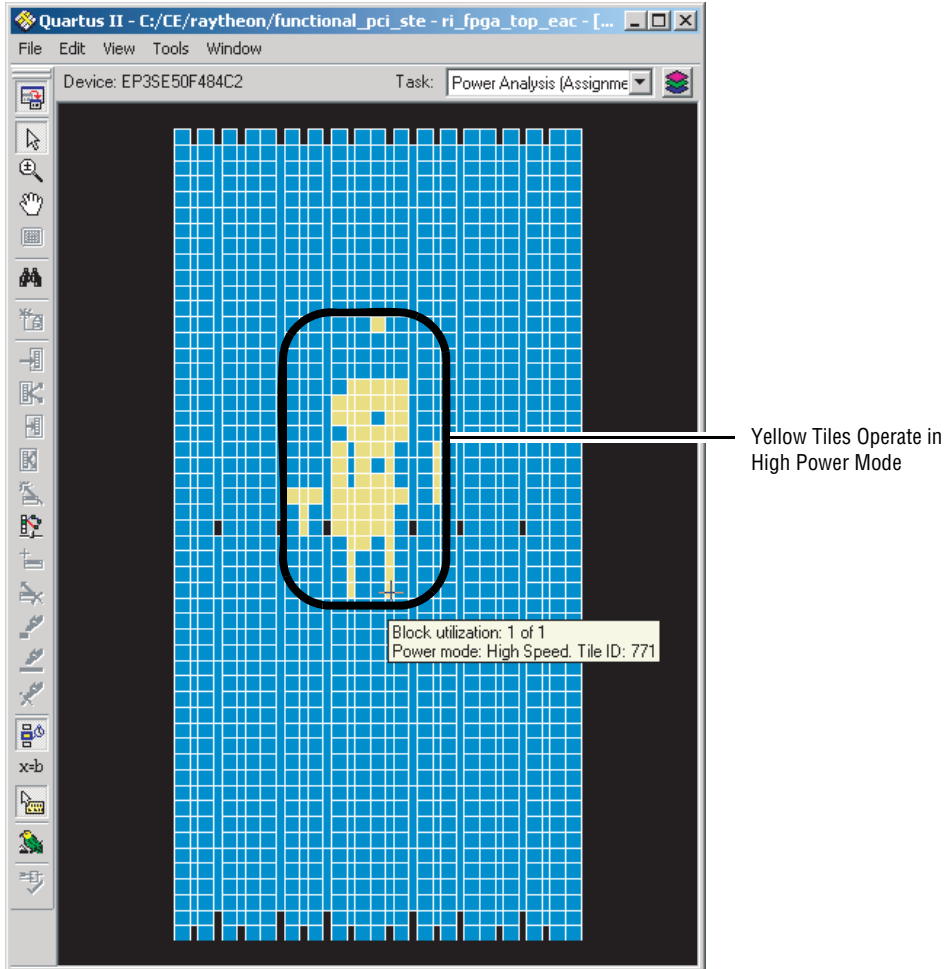 Quartus II - C:/CE/raytheon/functional_pci_ste - ri_fpga_top_eac - [...
File Edit View Tools Window
Device: EP3SE50F484C2
Task: Power Analysis (Assignme
Yellow Tiles Operate in
High Power Mode
Block utilization: 1 of 1
Power mode: High Speed. Tile ID: 771
x=b